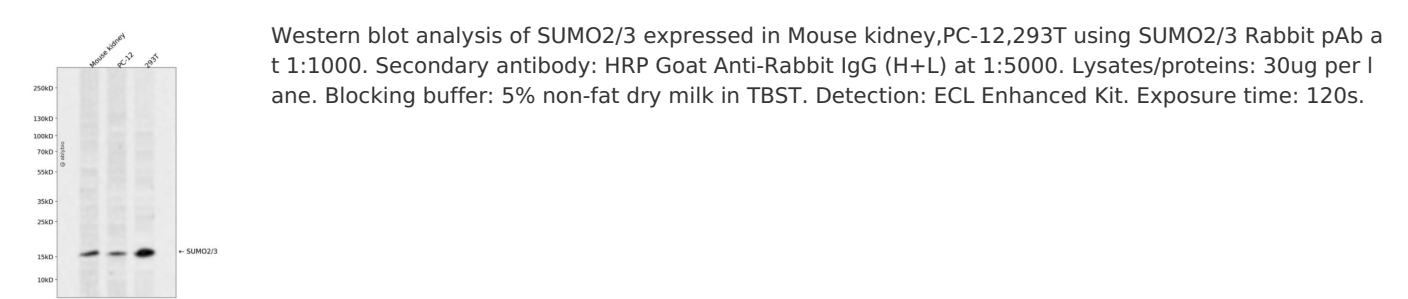 Mouse kidney
PC-12
293T
250kD
130kD
100kD
70kD
55kD
35kD
25kD
15kD
10kD
@ ablybio
← SUMO2/3
Western blot analysis of SUMO2/3 expressed in Mouse kidney,PC-12,293T using SUMO2/3 Rabbit pAb a
t 1:1000. Secondary antibody: HRP Goat Anti-Rabbit IgG (H+L) at 1:5000. Lysates/proteins: 30ug per l
ane. Blocking buffer: 5% non-fat dry milk in TBST. Detection: ECL Enhanced Kit. Exposure time: 120s.